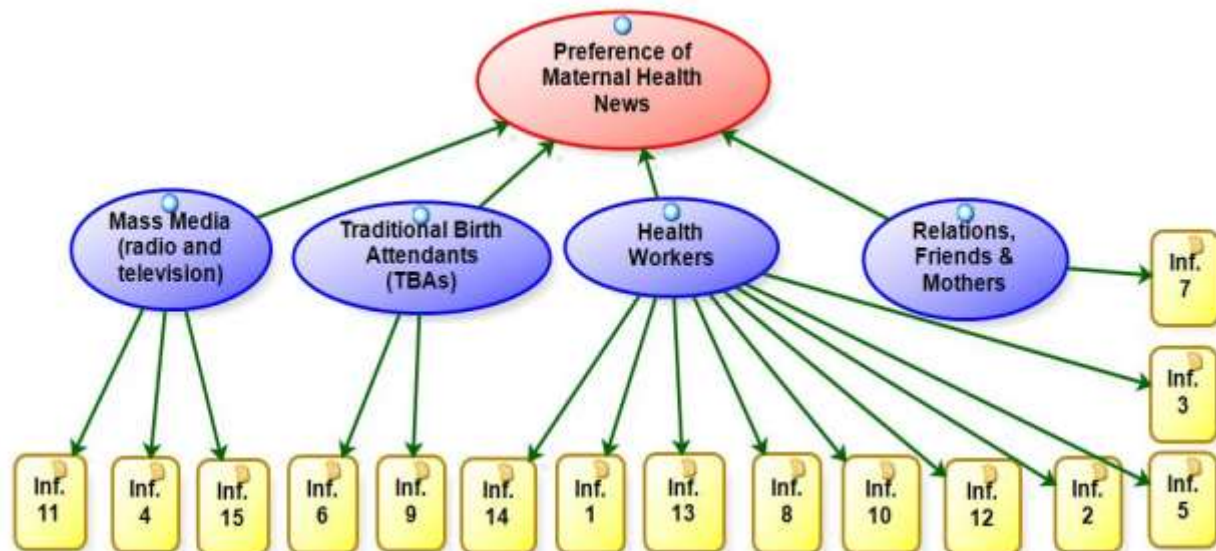 Preference of
Maternal Health
News
Mass Media
(radio and
television)
Traditional Birth
Attendants
(TBAs)
Health
Workers
Relations,
Friends &
Mothers
Inf.
7
Inf.
3
Inf.
11
Inf.
4
Inf.
15
Inf.
6
Inf.
9
Inf.
14
Inf.
1
Inf.
13
Inf.
8
Inf.
10
Inf.
12
Inf.
2
Inf.
5